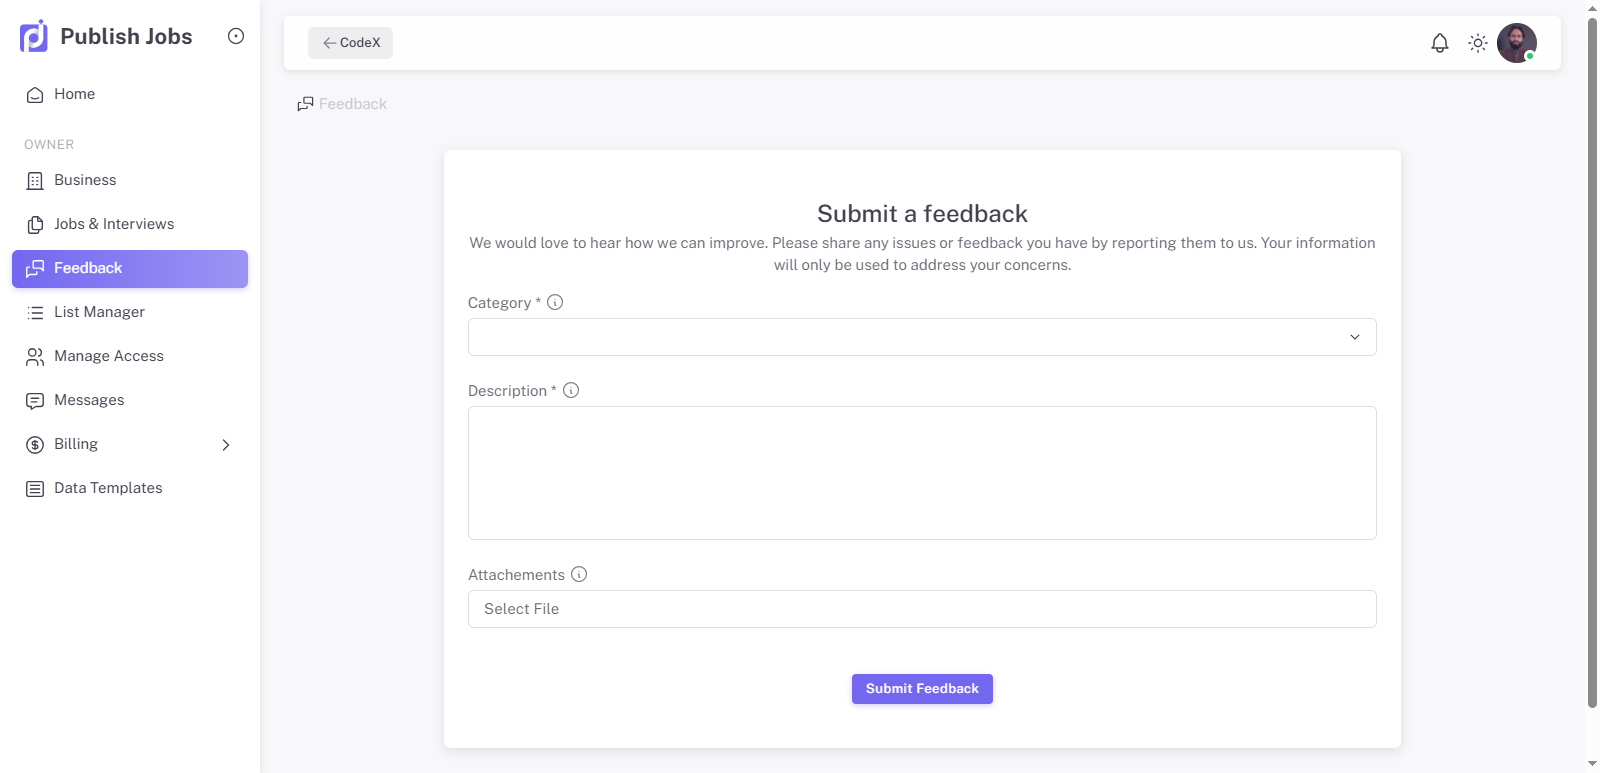 Publish Jobs
Home
OWNER
Business
Jobs & Interviews
Feedback
List Manager
Manage Access
Messages
Billing
Data Templates
CodeX
Feedback
Submit a feedback
We would love to hear how we can improve. Please share any issues or feedback you have by reporting them to us. Your information
will only be used to address your concerns.
Category *
Description *
Attachements
Select File
Submit Feedback